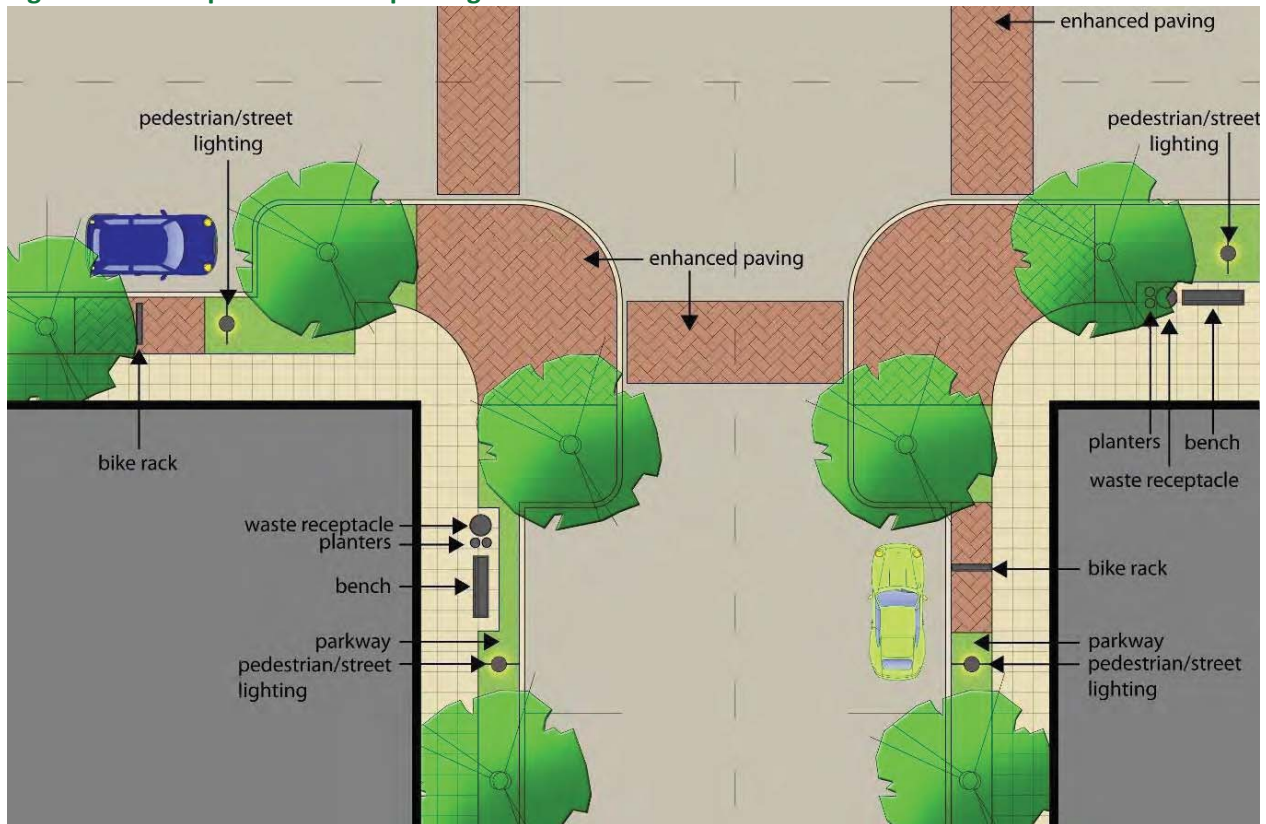 enhanced paving
enhanced paving
pedestrian/street
lighting
pedestrian/street
lighting
enhanced paving
bike rack
planters
bench
waste receptacle
waste receptacle
planters
bench
bike rack
parkway
pedestrian/street
lighting
parkway
pedestrian/street
lighting